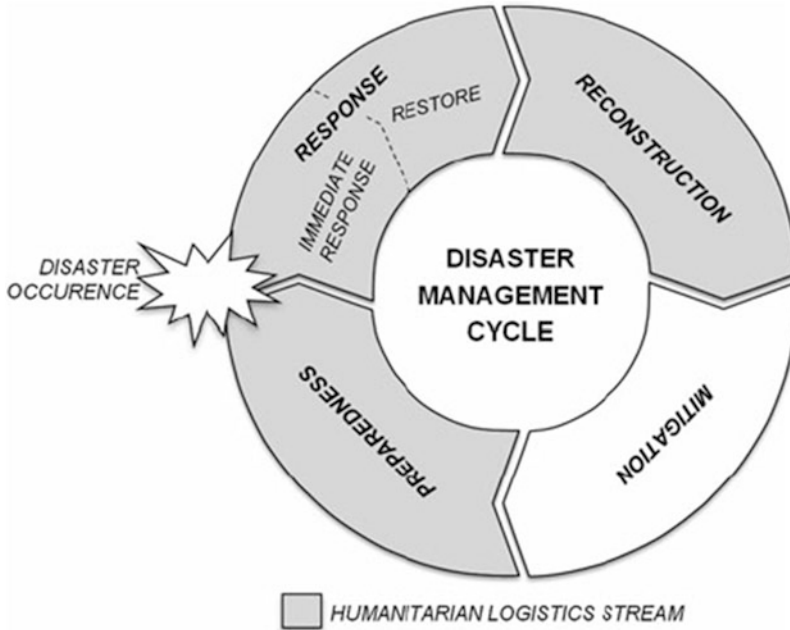 RESPONSE
RESTORE
IMMEDIATE
RESPONSE
RECONSTRUCTION
DISASTER
OCCURENCE
DISASTER
MANAGEMENT
CYCLE
PREPAREDNESS
MITIGATION
HUMANITARIAN LOGISTICS STREAM